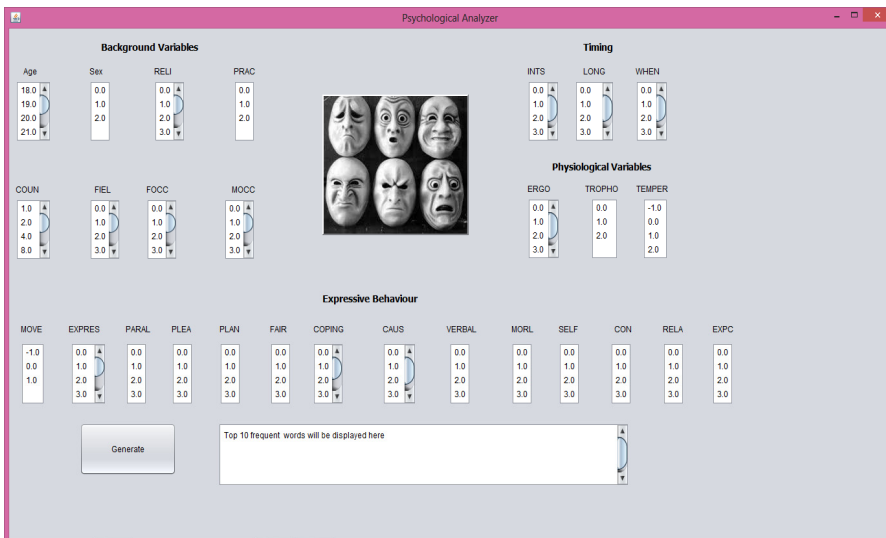 Psychological Analyzer
Background Variables
Timing
Age Sex RELI PRAC INTS LONG WHEN
18.0 0.0 0.0 0.0 0.0 0.0 0.0
19.0 1.0 1.0 1.0 1.0 1.0 1.0
20.0 2.0 2.0 2.0 2.0 2.0 2.0
21.0 3.0 3.0 3.0 3.0
Physiological Variables
COUN FIEL FOCC MOCC ERGO TROPHO TEMPER
1.0 0.0 0.0 0.0 0.0 0.0 -1.0
2.0 1.0 1.0 1.0 1.0 1.0 0.0
4.0 2.0 2.0 2.0 2.0 2.0 1.0
8.0 3.0 3.0 3.0 3.0 2.0
Expressive Behaviour
MOVE EXPRES PARAL PLEA PLAN FAIR COPING CAUS VERBAL MORL SELF CON RELA EXPC
-1.0 0.0 0.0 0.0 0.0 0.0 0.0 0.0 0.0 0.0 0.0 0.0 0.0 0.0
0.0 1.0 1.0 1.0 1.0 1.0 1.0 1.0 1.0 1.0 1.0 1.0 1.0 1.0
1.0 2.0 2.0 2.0 2.0 2.0 2.0 2.0 2.0 2.0 2.0 2.0 2.0 2.0
3.0 3.0 3.0 3.0 3.0 3.0 3.0 3.0 3.0 3.0 3.0 3.0 3.0
Generate
Top 10 frequent words will be displayed here